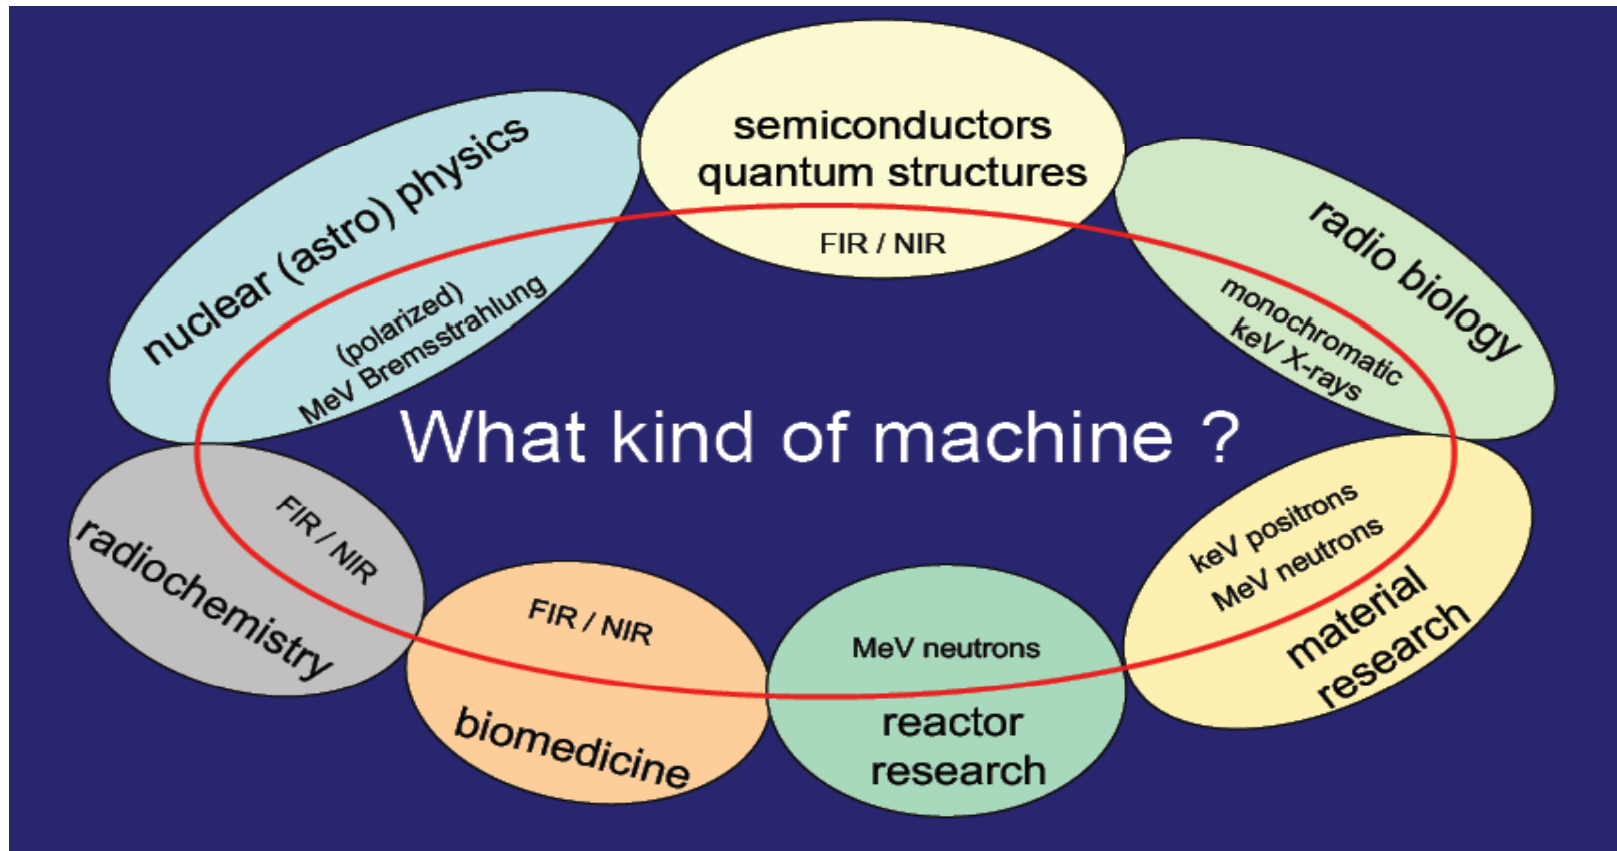 semiconductors
quantum structures
FIR / NIR
nuclear (astro) physics
(polarized)
MeV Bremsstrahlung
radio biology
monochromatic
keV X-rays
What kind of machine ?
FIR / NIR
radiochemistry
keV positrons
MeV neutrons
material
research
FIR / NIR
biomedicine
MeV neutrons
reactor
research